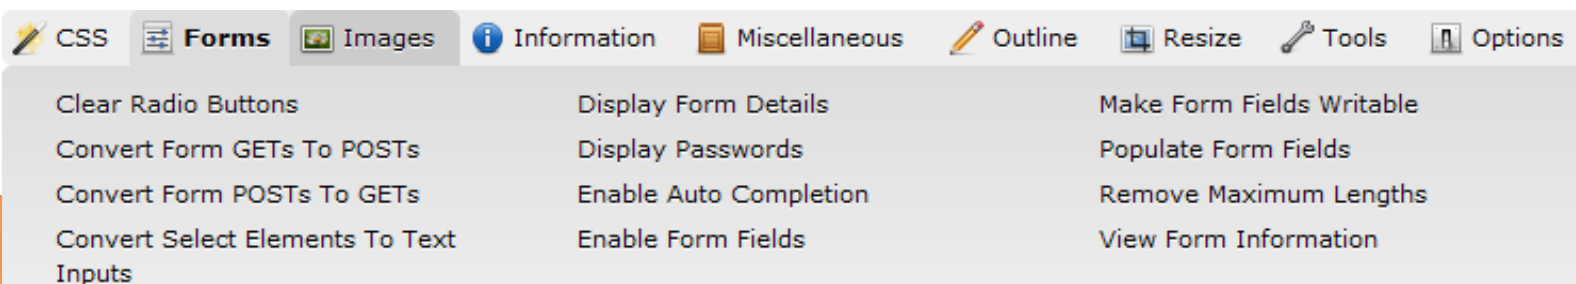 CSS Forms Images Information Miscellaneous Outline Resize Tools Options
Clear Radio Buttons
Convert Form GETs To POSTs
Convert Form POSTs To GETs
Convert Select Elements To Text
Inputs
Display Form Details
Display Passwords
Enable Auto Completion
Enable Form Fields
Make Form Fields Writable
Populate Form Fields
Remove Maximum Lengths
View Form Information